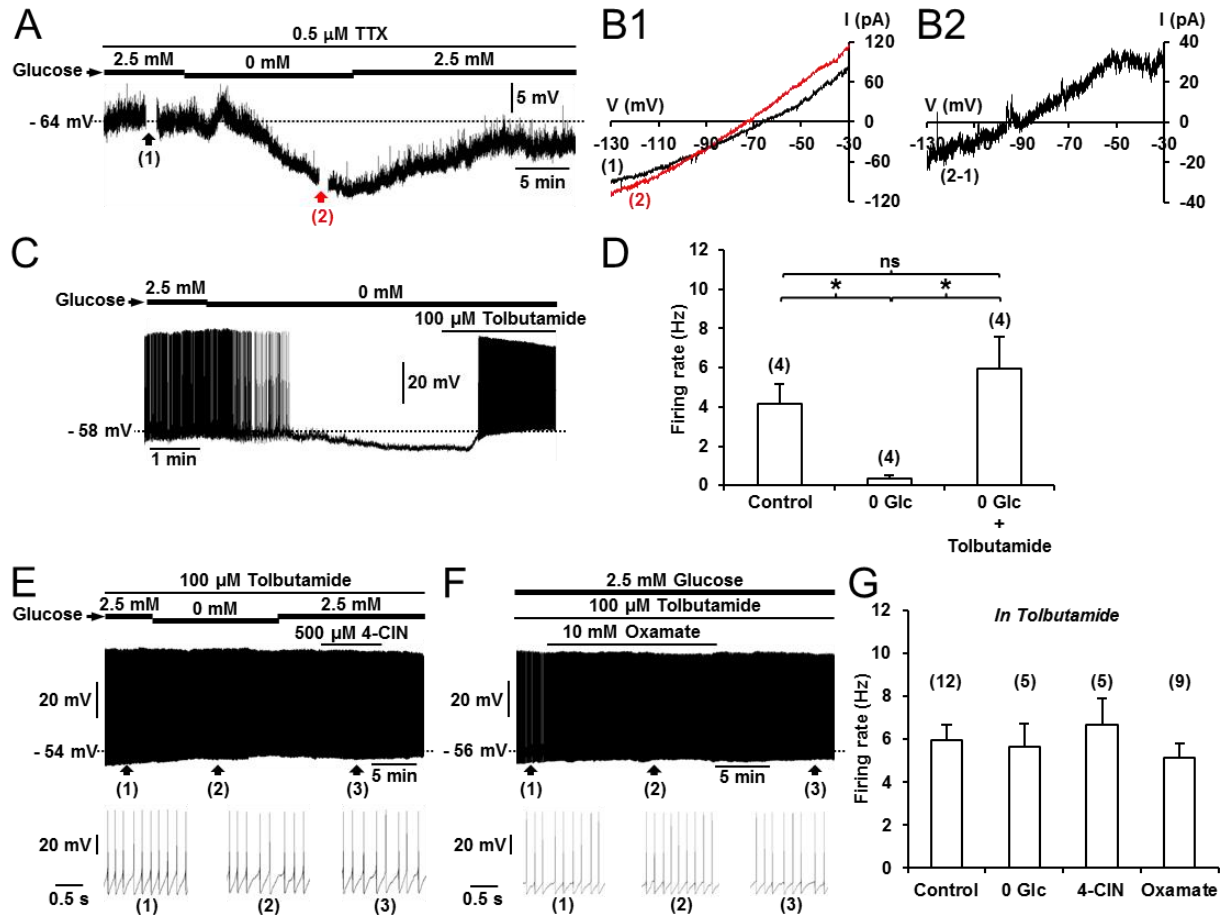 A
0.5 µM TTX
Glucose
2.5 mM
0 mM
2.5 mM
5 mV
- 64 mV
(1)
(2)
5 min
B1
I (pA)
120
60
0
-60
-120
V (mV)
-130 -110 -90 -70 -50 -30
(1)
(2)
B2
I (pA)
40
20
0
-20
-40
V (mV)
-130 -110 -90 -70 -50 -30
(2-1)
C
Glucose
2.5 mM
0 mM
100 µM Tolbutamide
20 mV
- 58 mV
1 min
D
Firing rate (Hz)
12
10
8
6
4
2
0
ns
* *
(4)
(4)
(4)
Control
0 Glc
0 Glc
+
Tolbutamide
E
100 µM Tolbutamide
Glucose
2.5 mM
0 mM
2.5 mM
500 µM 4-CIN
20 mV
- 54 mV
5 min
(1) (2) (3)
20 mV
0.5 s
(1) (2) (3)
F
2.5 mM Glucose
100 µM Tolbutamide
10 mM Oxamate
20 mV
- 56 mV
5 min
(1) (2) (3)
20 mV
0.5 s
(1) (2) (3)
G
In Tolbutamide
Firing rate (Hz)
12
10
8
6
4
2
0
(12) (5) (5) (9)
Control 0 Glc 4-CIN Oxamate